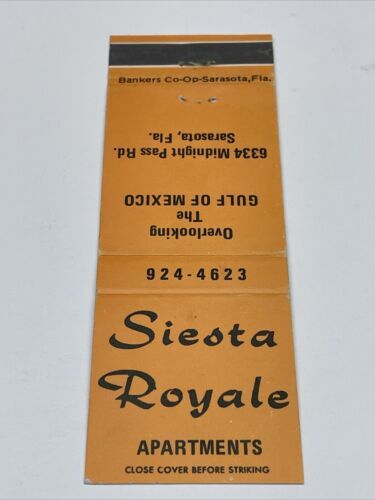 Bankers Co-Op-Sarasota,Fla.
Overlooking
The
GULF OF MEXICO
6334 Midnight Pass Rd.
Sarasota, Fla.
924-4623
Siesta
Royale
APARTMENTS
CLOSE COVER BEFORE STRIKING